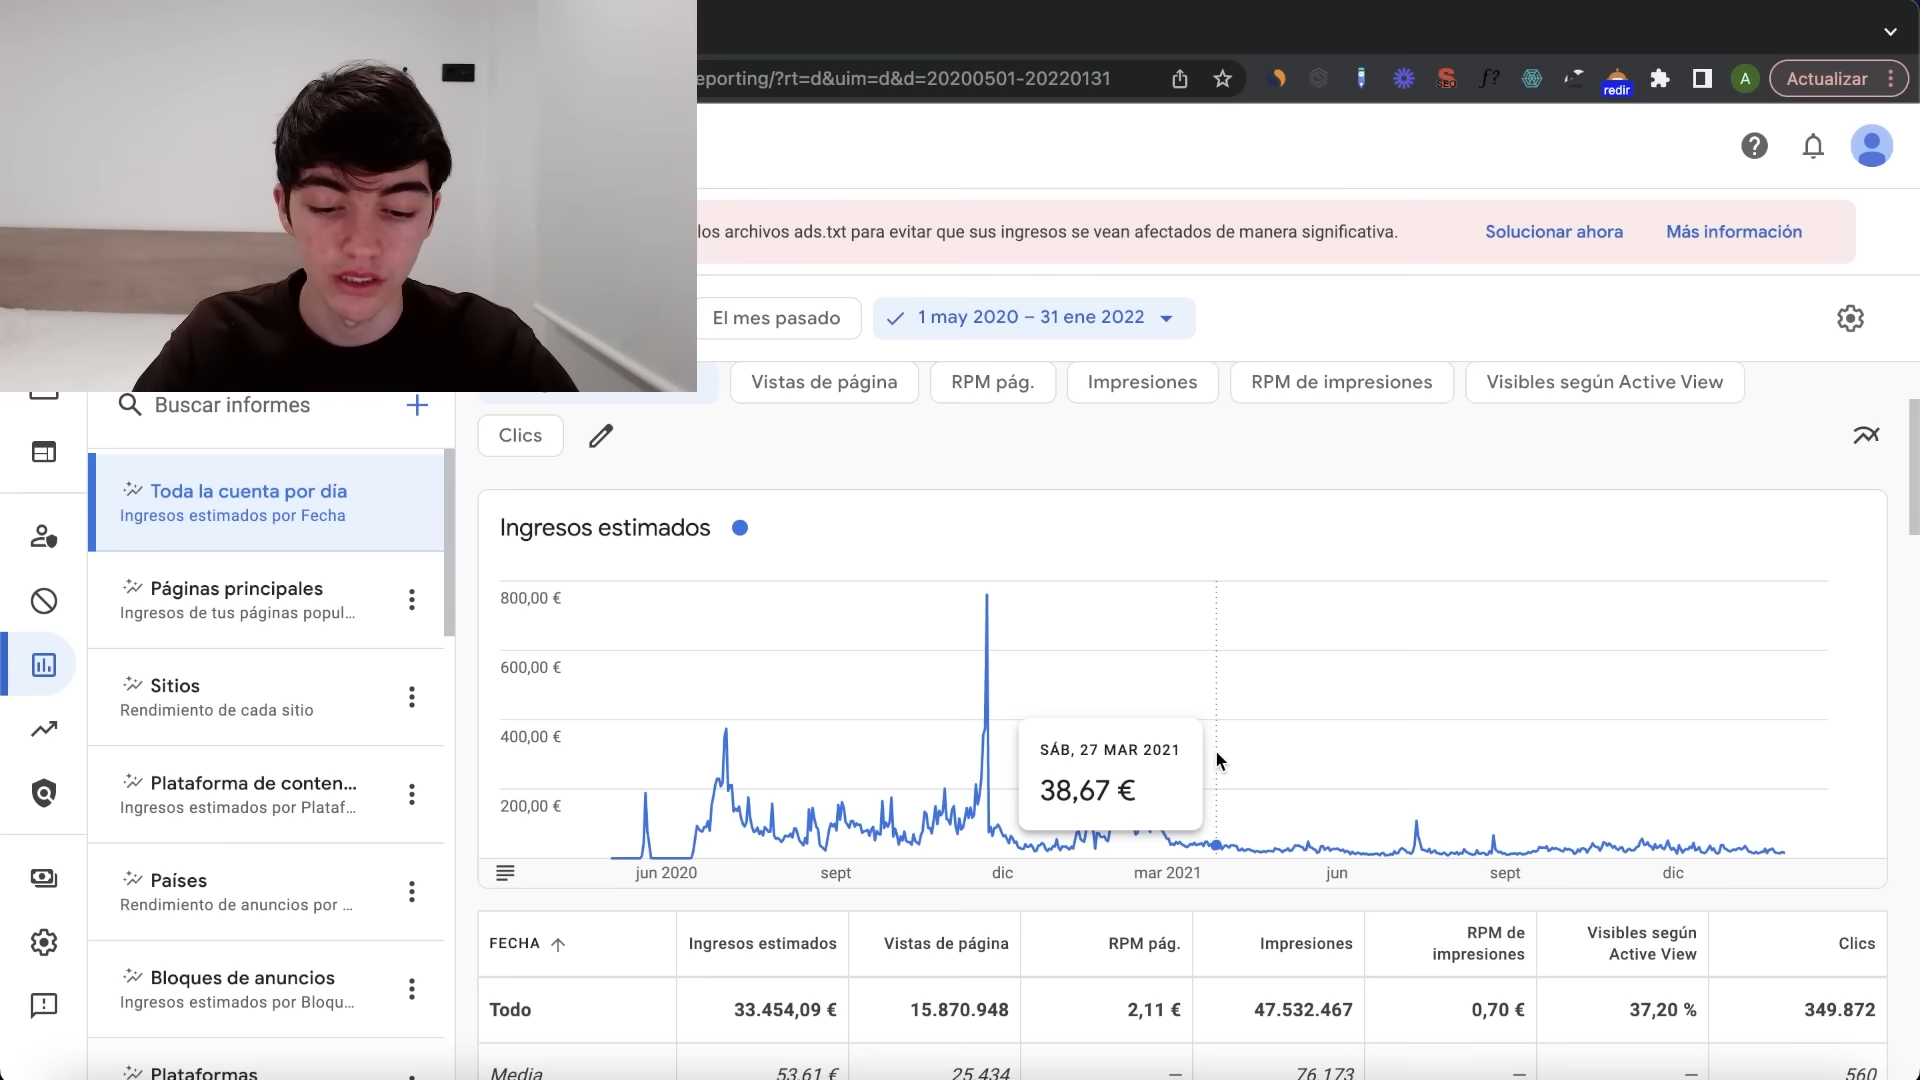 eporting/?rt=d&uim=d&d=20200501-20220131
SEO
f?
redir
A
Actualizar
los archivos ads.txt para evitar que sus ingresos se vean afectados de manera significativa.
Solucionar ahora
Más información
El mes pasado
1 may 2020 – 31 ene 2022
Vistas de página
RPM pág.
Impresiones
RPM de impresiones
Visibles según Active View
Clics
Buscar informes
Toda la cuenta por día
Ingresos estimados por Fecha
Páginas principales
Ingresos de tus páginas popul...
Sitios
Rendimiento de cada sitio
Plataforma de conten...
Ingresos estimados por Plataf...
Países
Rendimiento de anuncios por ...
Bloques de anuncios
Ingresos estimados por Bloqu...
Plataformas
Ingresos estimados
800,00 €
600,00 €
400,00 €
200,00 €
SÁB, 27 MAR 2021
38,67 €
jun 2020
sept
dic
mar 2021
jun
sept
dic
FECHA
Ingresos estimados
Vistas de página
RPM pág.
Impresiones
RPM de
impresiones
Visibles según
Active View
Clics
Todo
33.454,09 €
15.870.948
2,11 €
47.532.467
0,70 €
37,20 %
349.872
Media
53,61 €
25.434
—
76.173
—
—
560